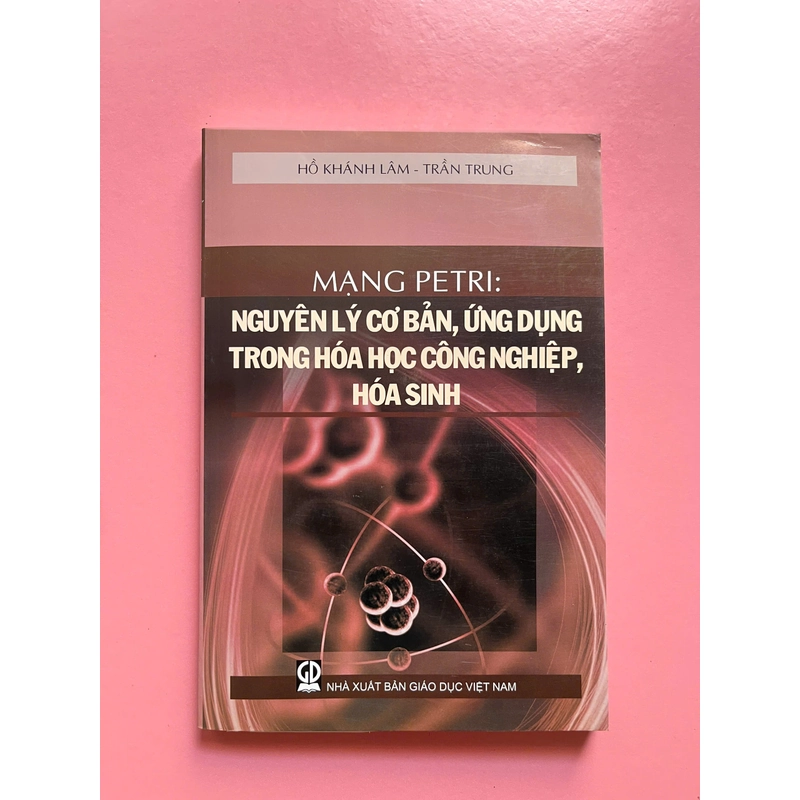 HỒ KHÁNH LÂM - TRẦN TRUNG
MẠNG PETRI:
NGUYÊN LÝ CƠ BẢN, ỨNG DỤNG
TRONG HÓA HỌC CÔNG NGHIỆP,
HÓA SINH
GD
NHÀ XUẤT BẢN GIÁO DỤC VIỆT NAM